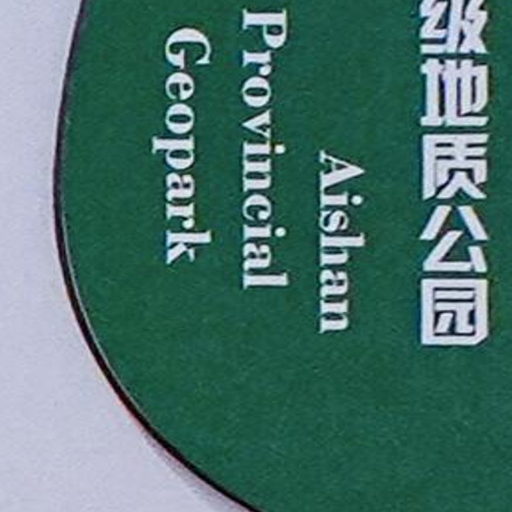 级地质公园
Aishan
Provincial
Geopark